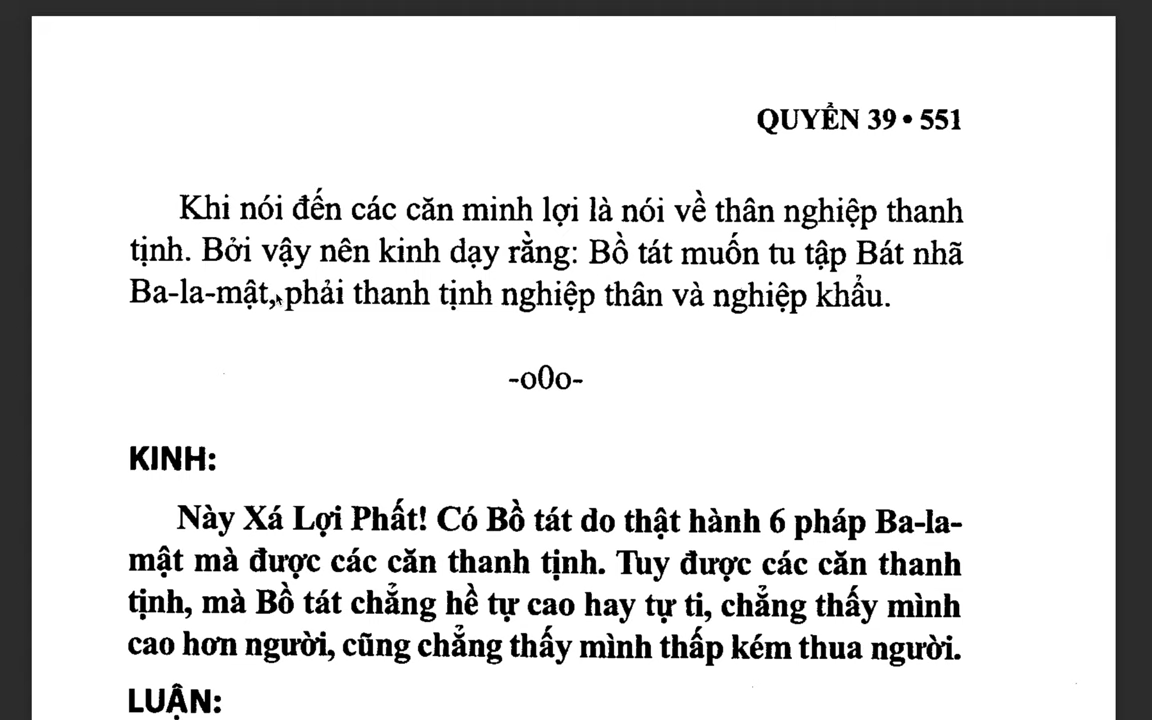 QUYỂN 39 • 551
Khi nói đến các căn minh lợi là nói về thân nghiệp thanh
tịnh. Bởi vậy nên kinh dạy rằng: Bồ tát muốn tu tập Bát nhã
Ba-la-mật, phải thanh tịnh nghiệp thân và nghiệp khẩu.
-o0o-
KINH:
Này Xá Lợi Phất! Có Bồ tát do thật hành 6 pháp Ba-la-
mật mà được các căn thanh tịnh. Tuy được các căn thanh
tịnh, mà Bồ tát chẳng hề tự cao hay tự ti, chẳng thấy mình
cao hơn người, cũng chẳng thấy mình thấp kém thua người.
LUẬN: